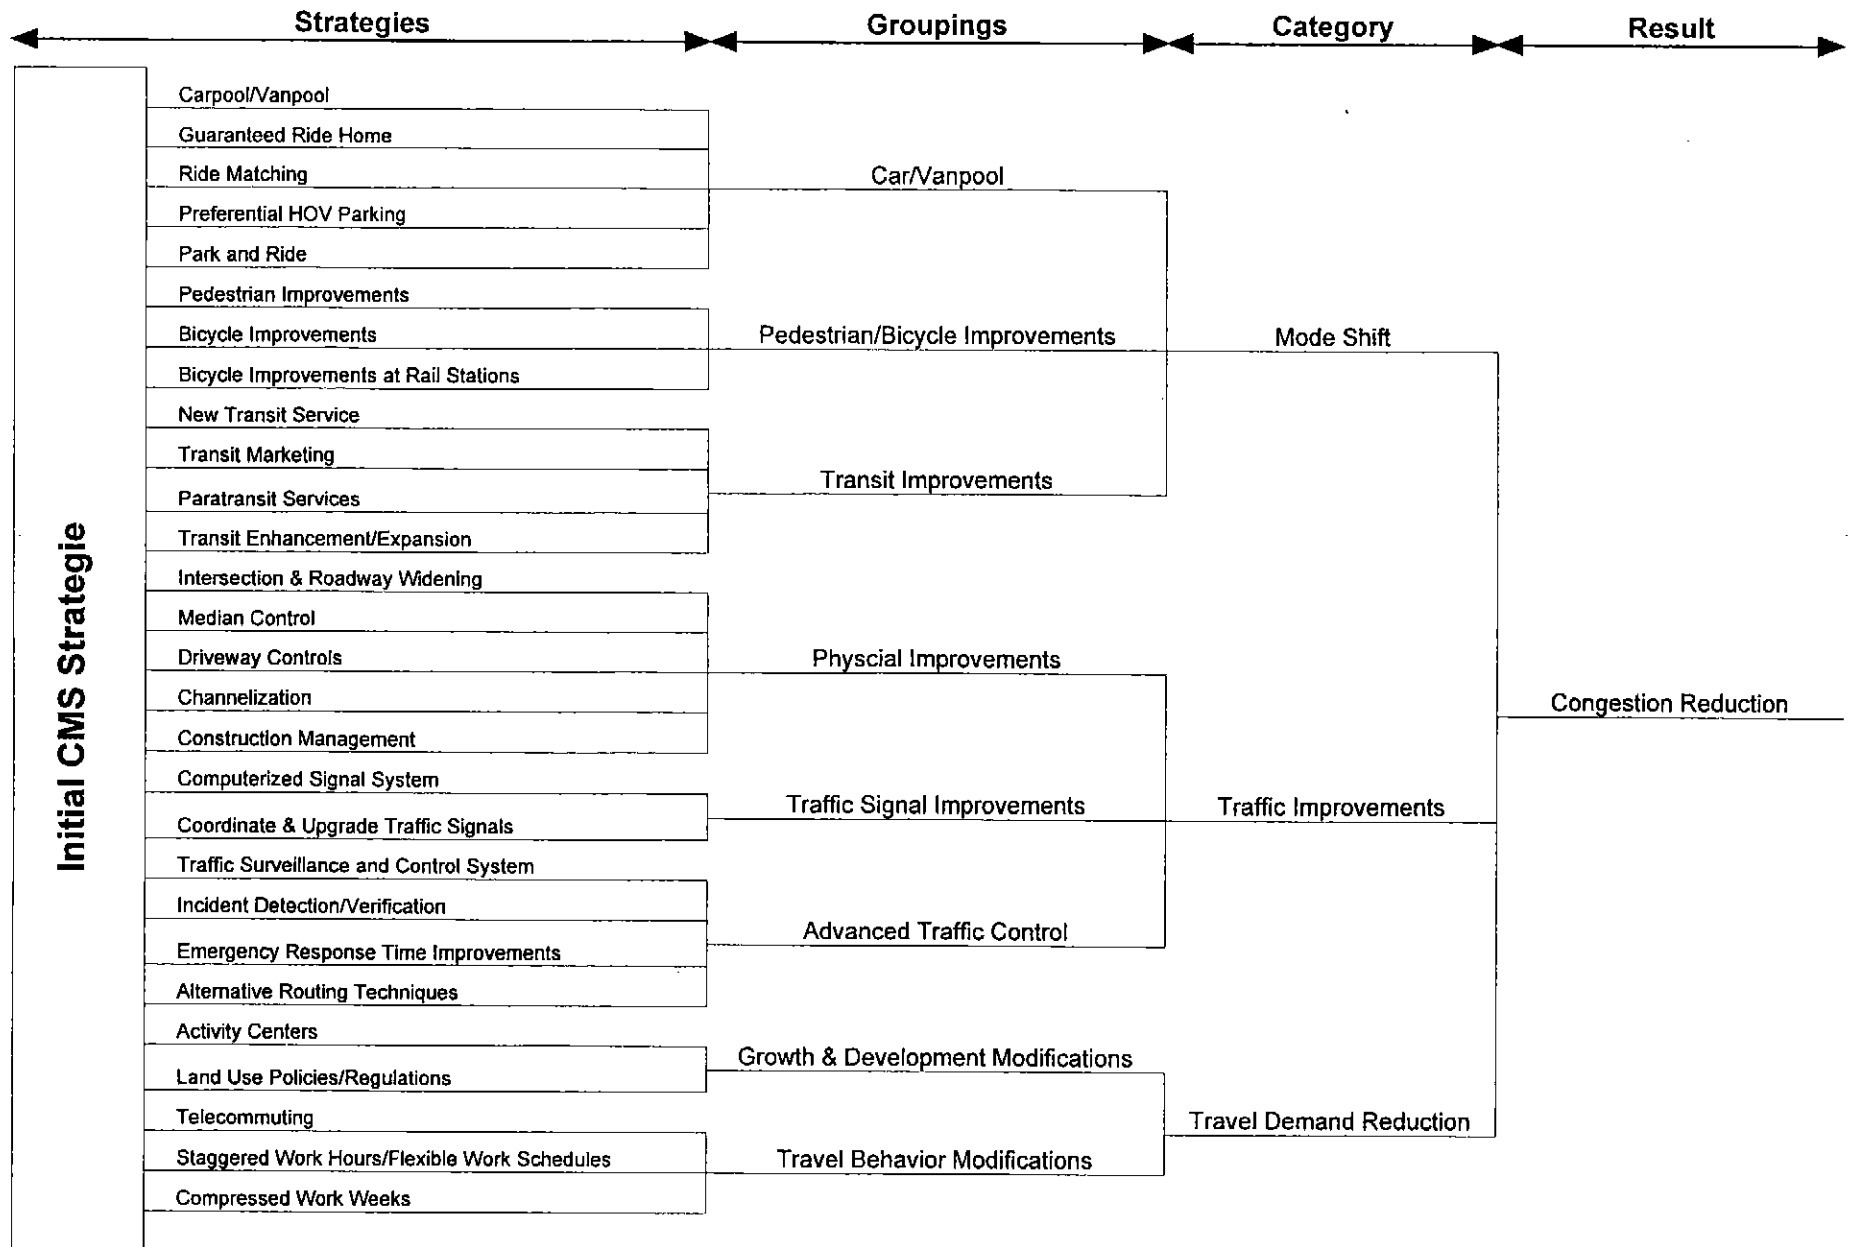 Strategies
Groupings
Category
Result
Initial CMS Strategie
Carpool/Vanpool
Guaranteed Ride Home
Ride Matching
Preferential HOV Parking
Park and Ride
Pedestrian Improvements
Bicycle Improvements
Bicycle Improvements at Rail Stations
New Transit Service
Transit Marketing
Paratransit Services
Transit Enhancement/Expansion
Intersection & Roadway Widening
Median Control
Driveway Controls
Channelization
Construction Management
Computerized Signal System
Coordinate & Upgrade Traffic Signals
Traffic Surveillance and Control System
Incident Detection/Verification
Emergency Response Time Improvements
Alternative Routing Techniques
Activity Centers
Land Use Policies/Regulations
Telecommuting
Staggered Work Hours/Flexible Work Schedules
Compressed Work Weeks
Car/Vanpool
Pedestrian/Bicycle Improvements
Transit Improvements
Physcial Improvements
Traffic Signal Improvements
Advanced Traffic Control
Growth & Development Modifications
Travel Behavior Modifications
Mode Shift
Traffic Improvements
Travel Demand Reduction
Congestion Reduction